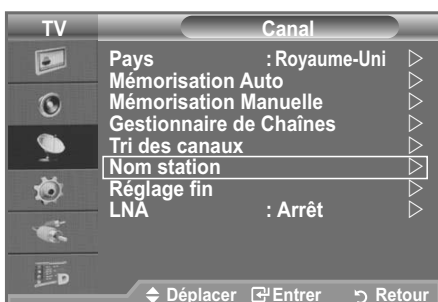 TV Canal
Pays : Royaume-Uni
Mémorisation Auto
Mémorisation Manuelle
Gestionnaire de Chaînes
Tri des canaux
Nom station
Réglage fin
LNA : Arrêt
Déplacer Entrer Retour